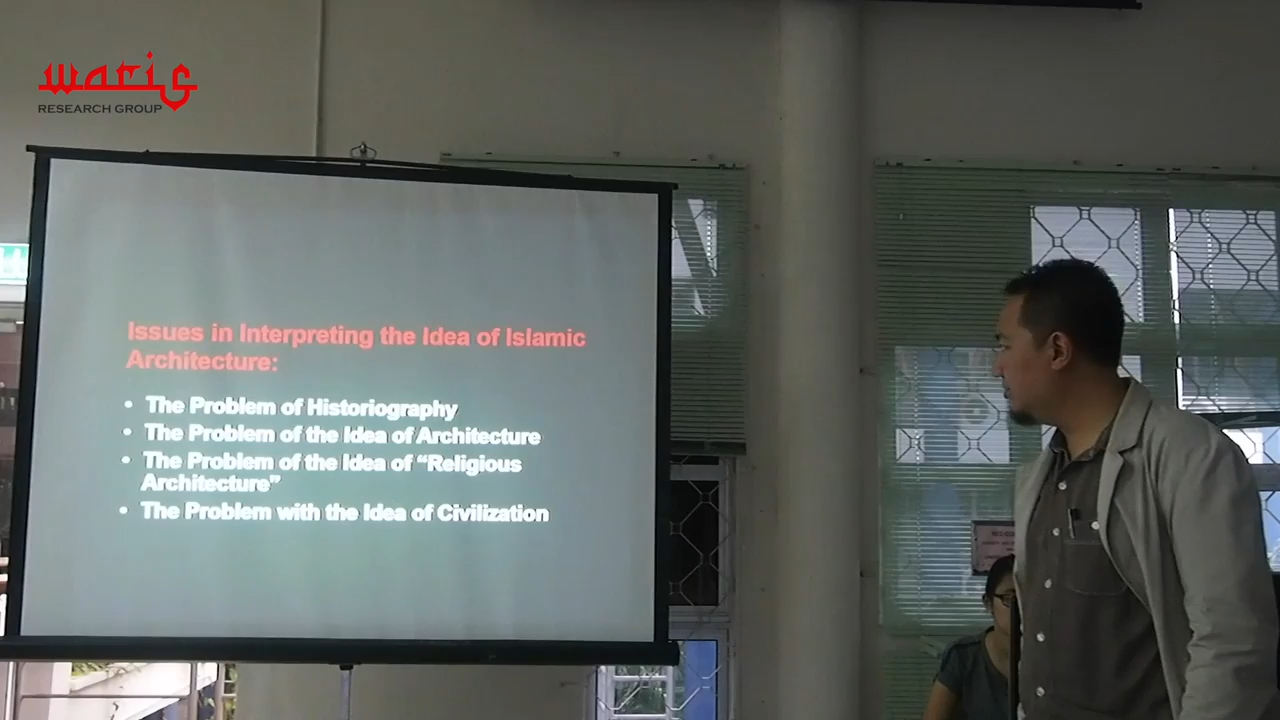 waris
RESEARCH GROUP
Issues in Interpreting the Idea of Islamic
Architecture:
• The Problem of Historiography
• The Problem of the Idea of Architecture
• The Problem of the Idea of “Religious
Architecture”
• The Problem with the Idea of Civilization